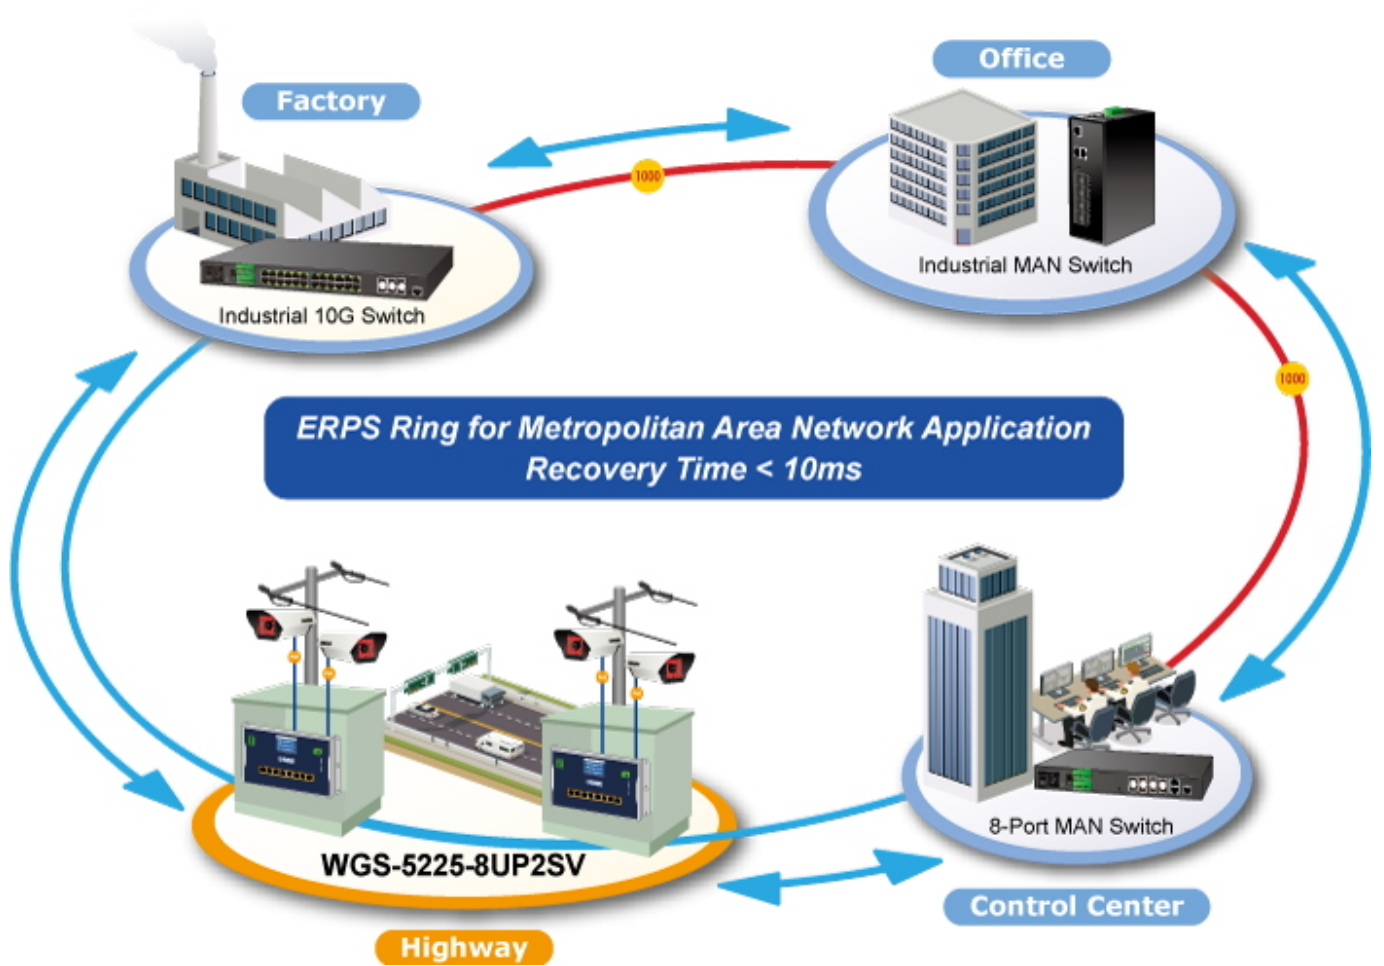 Office
Factory
1000
Industrial MAN Switch
Industrial 10G Switch
1000
ERPS Ring for Metropolitan Area Network Application
Recovery Time < 10ms
8-Port MAN Switch
WGS-5225-8UP2SV
Control Center
Highway